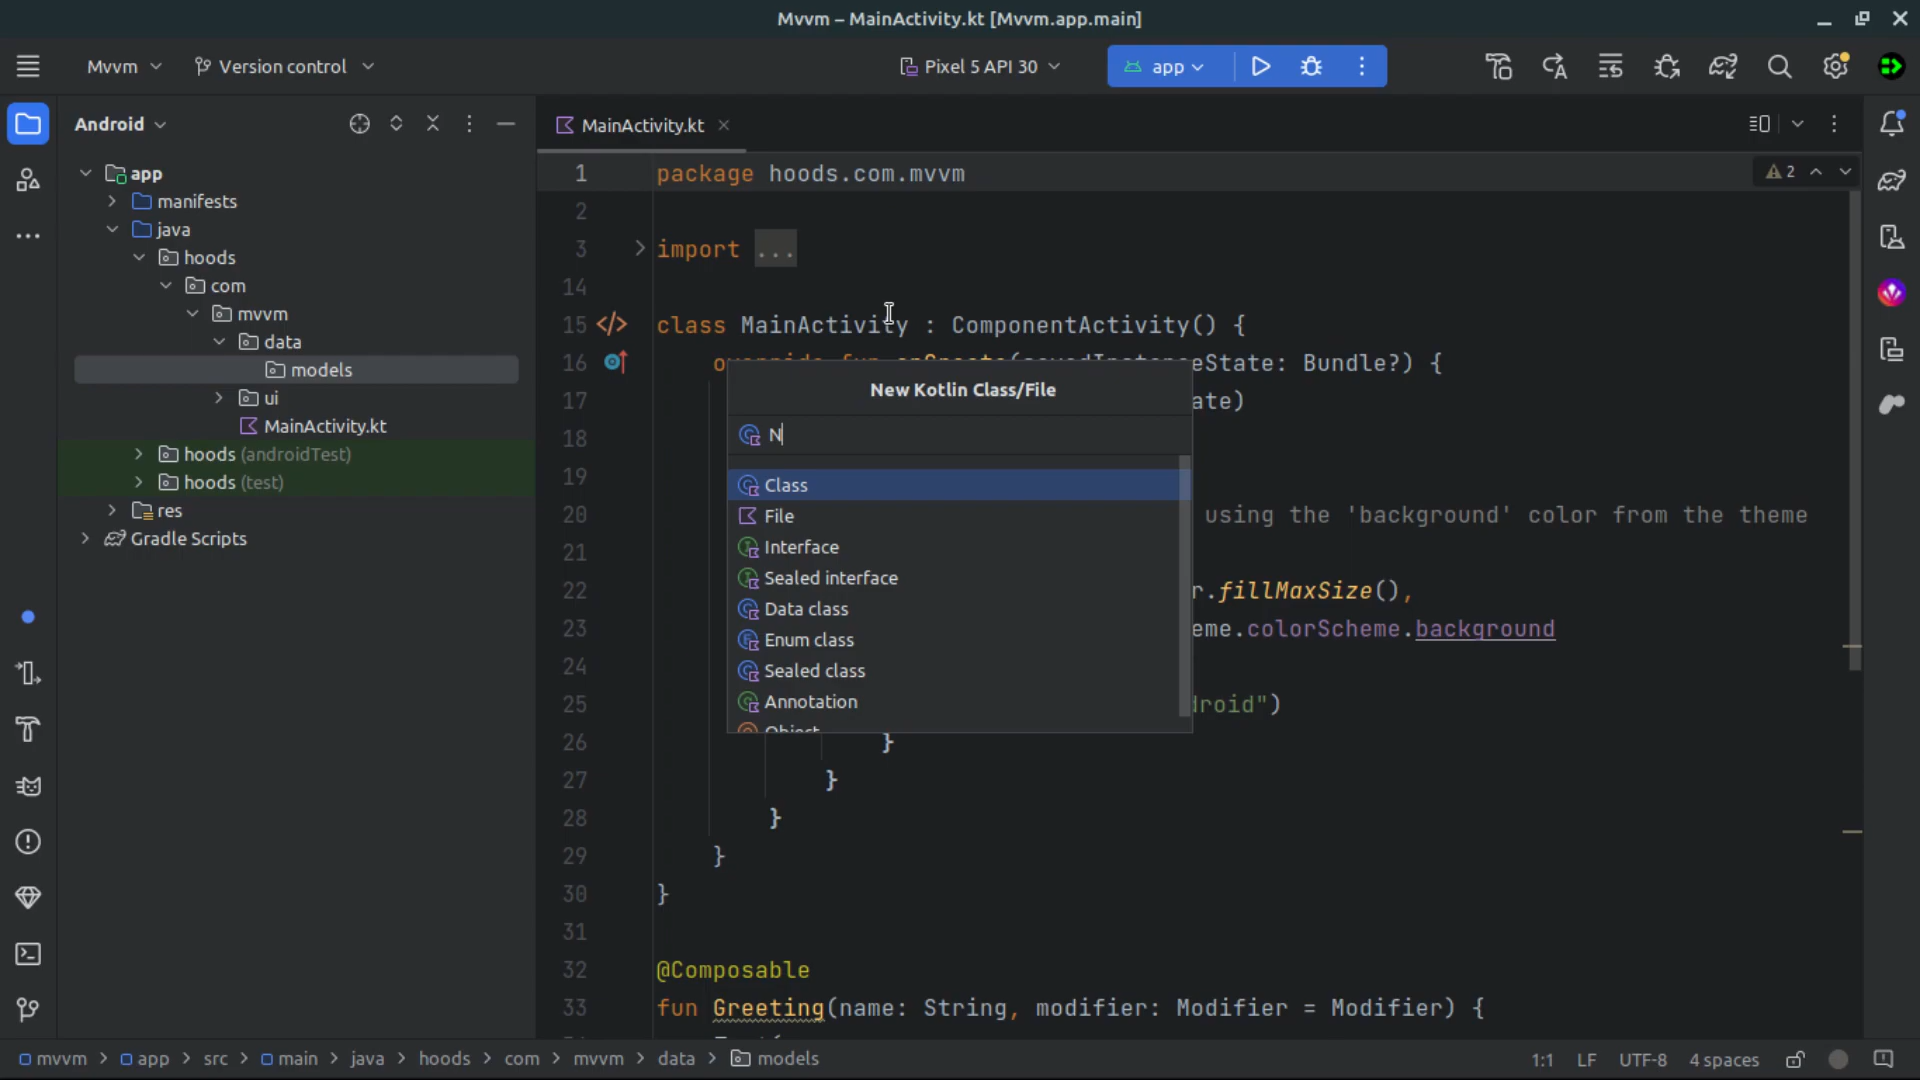 Mvvm – MainActivity.kt [Mvvm.app.main]
Mvvm
Version control
Pixel 5 API 30
app
Android
MainActivity.kt
app
manifests
java
hoods
com
mvvm
data
models
ui
MainActivity.kt
hoods (androidTest)
hoods (test)
res
Gradle Scripts
2
1 package hoods.com.mvvm
2
3 import ...
14
15 class MainActivity : ComponentActivity() {
16 eState: Bundle?) {
17 ate)
18
19
20 using the 'background' color from the theme
21
22 r.fillMaxSize(),
23 eme.colorScheme.background
24
25 droid")
26 }
27 }
28 }
29 }
30 }
31
32 @Composable
33 fun Greeting(name: String, modifier: Modifier = Modifier) {
New Kotlin Class/File
N
Class
File
Interface
Sealed interface
Data class
Enum class
Sealed class
Annotation
Object
mvvm > app > src > main > java > hoods > com > mvvm > data > models
1:1 LF UTF-8 4 spaces